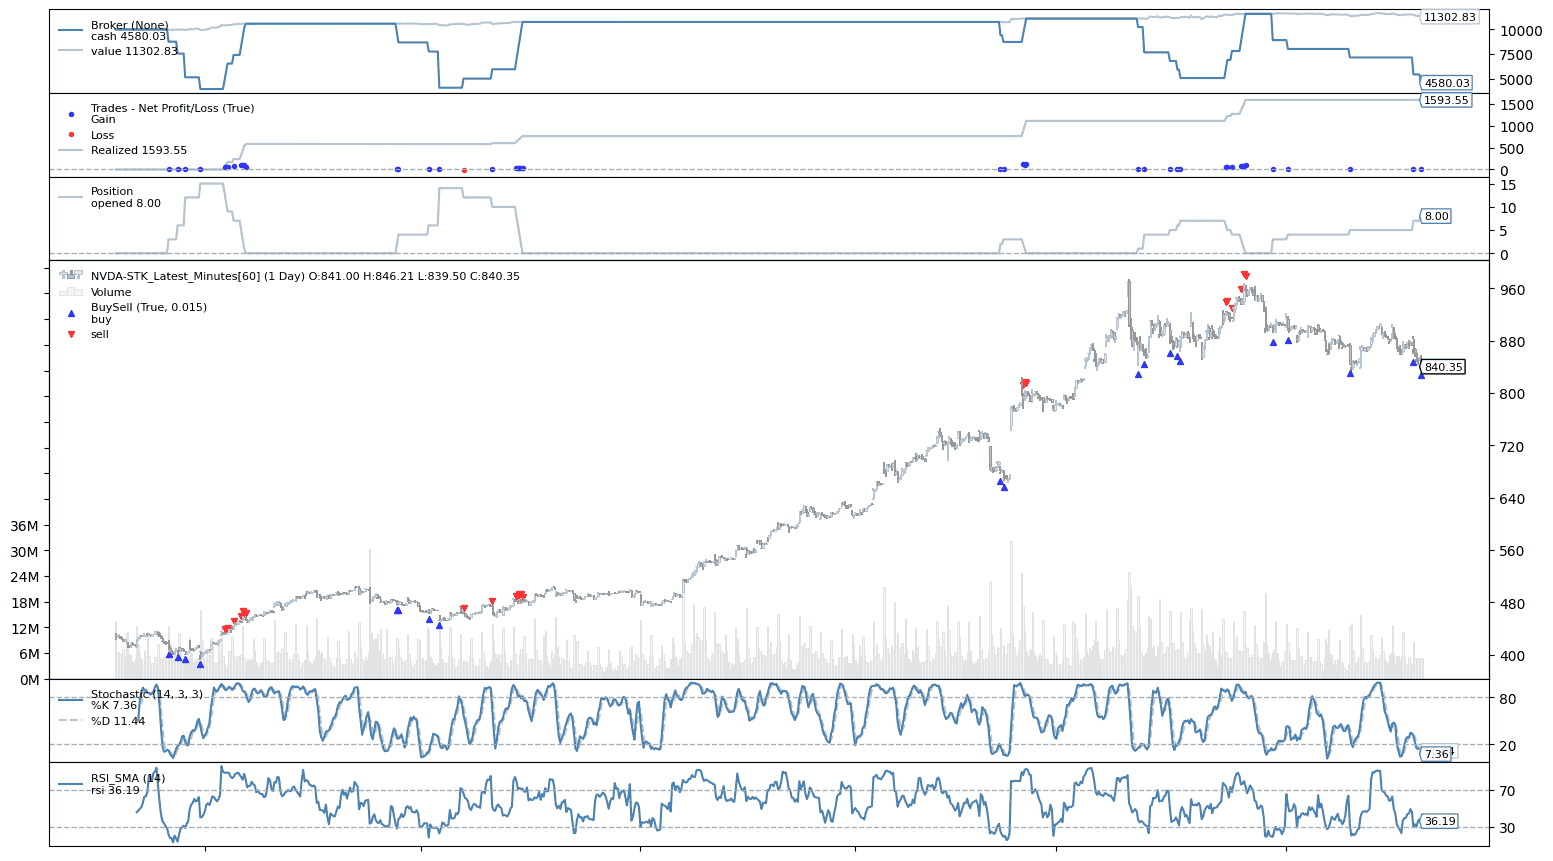 Broker (None)
cash 4580.03
value 11302.83
11302.83
10000
7500
5000
4580.03
Trades - Net Profit/Loss (True)
Gain
Loss
Realized 1593.55
1593.55
1500
1000
500
0
Position
opened 8.00
15
10
8.00
5
0
NVDA-STK_Latest_Minutes[60] (1 Day) O:841.00 H:846.21 L:839.50 C:840.35
Volume
BuySell (True, 0.015)
buy
sell
960
880
840.35
800
720
640
560
480
400
36M
30M
24M
18M
12M
6M
0M
Stochastic (14, 3, 3)
%K 7.36
%D 11.44
80
20
7.36
RSI_SMA (14)
rsi 36.19
70
36.19
30